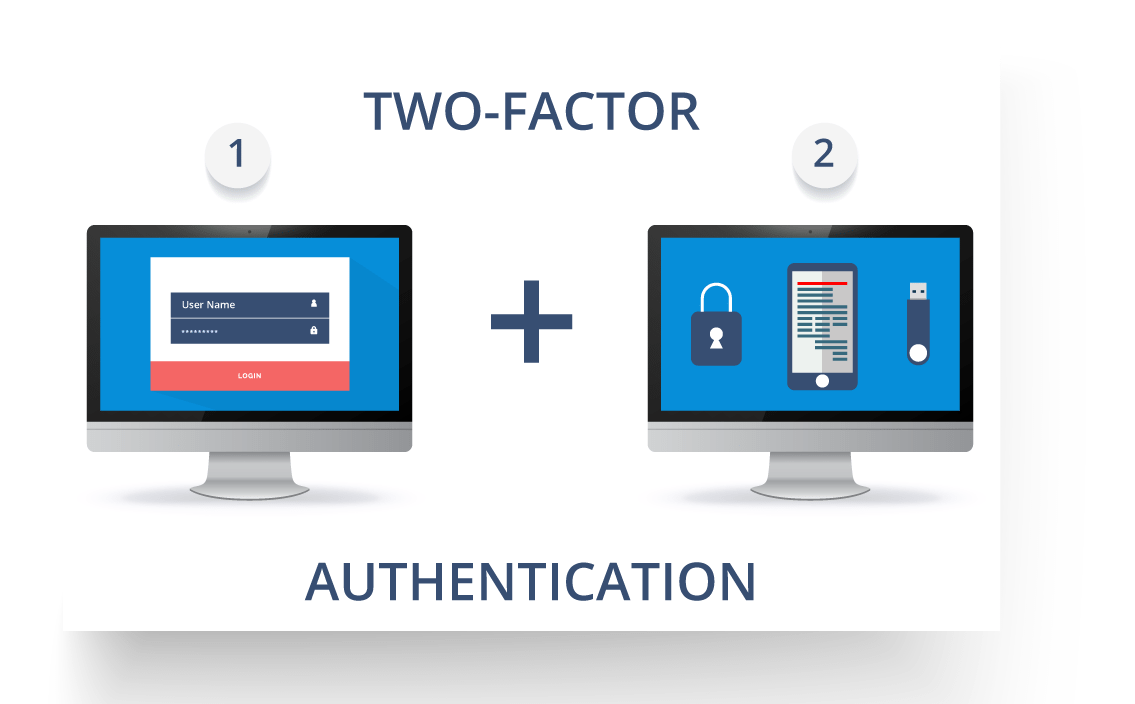 TWO-FACTOR
1
2
User Name
*********
LOGIN
AUTHENTICATION